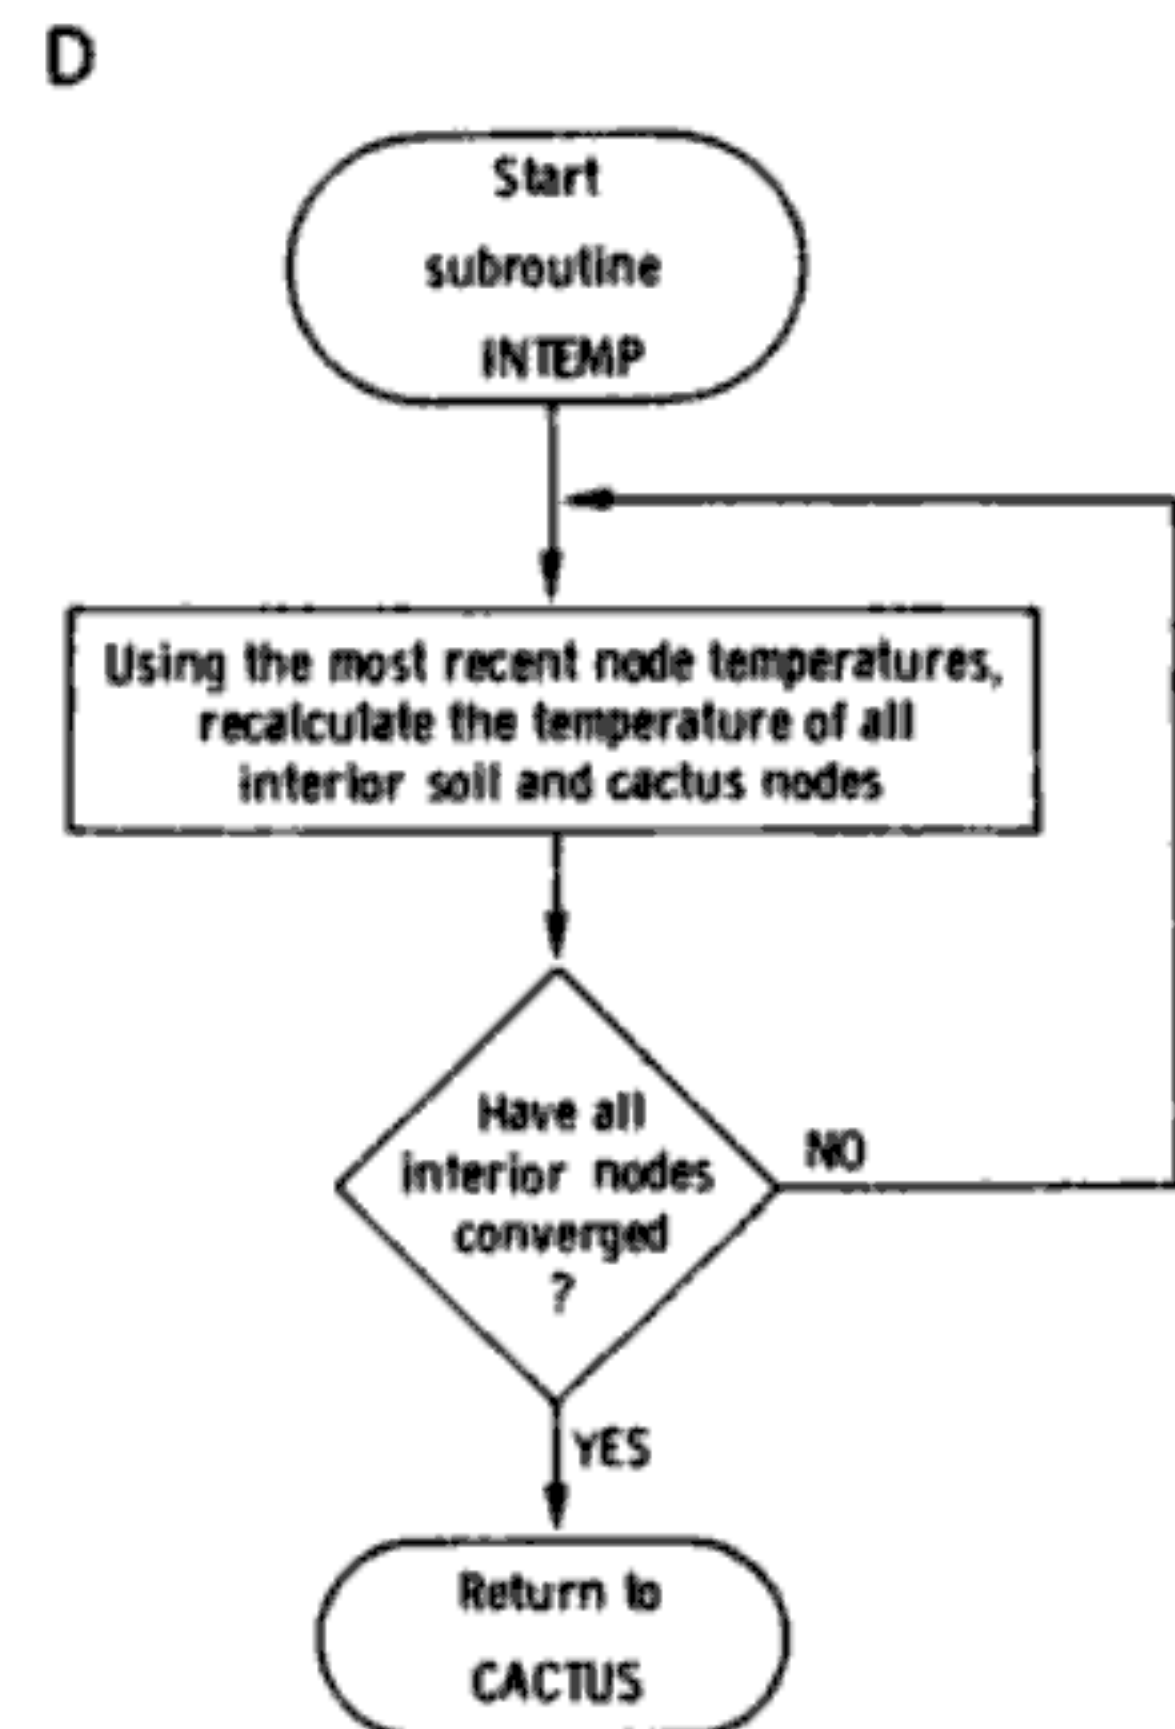 D
Start
subroutine
INTEMP
Using the most recent node temperatures,
recalculate the temperature of all
interior soil and cactus nodes
Have all
interior nodes
converged
?
NO
YES
Return to
CACTUS